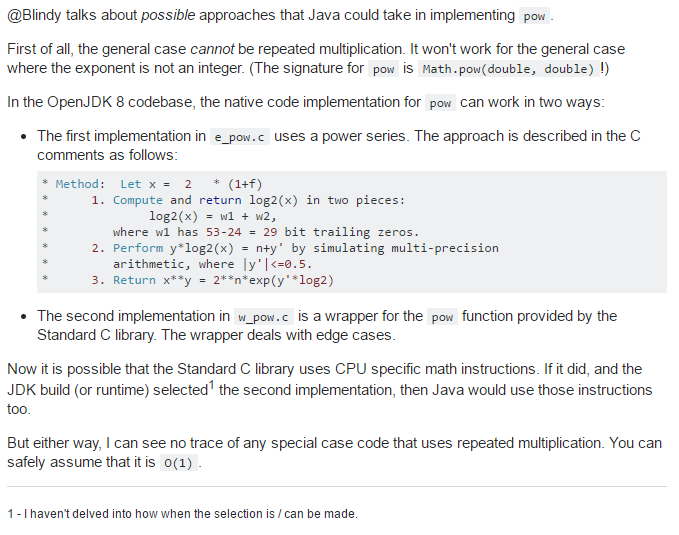 @Blindy talks about possible approaches that Java could take in implementing pow .
First of all, the general case cannot be repeated multiplication. It won't work for the general case
where the exponent is not an integer. (The signature for pow is Math.pow(double, double) !)
In the OpenJDK 8 codebase, the native code implementation for pow can work in two ways:
• The first implementation in e_pow.c uses a power series. The approach is described in the C
comments as follows:
* Method: Let x = 2 * (1+f)
* 1. Compute and return log2(x) in two pieces:
* log2(x) = w1 + w2,
* where w1 has 53-24 = 29 bit trailing zeros.
* 2. Perform y*log2(x) = n+y' by simulating multi-precision
* arithmetic, where |y'|<=0.5.
* 3. Return x**y = 2**n*exp(y'*log2)
• The second implementation in w_pow.c is a wrapper for the pow function provided by the
Standard C library. The wrapper deals with edge cases.
Now it is possible that the Standard C library uses CPU specific math instructions. If it did, and the
JDK build (or runtime) selected1 the second implementation, then Java would use those instructions
too.
But either way, I can see no trace of any special case code that uses repeated multiplication. You can
safely assume that it is O(1) .
1 - I haven't delved into how when the selection is / can be made.